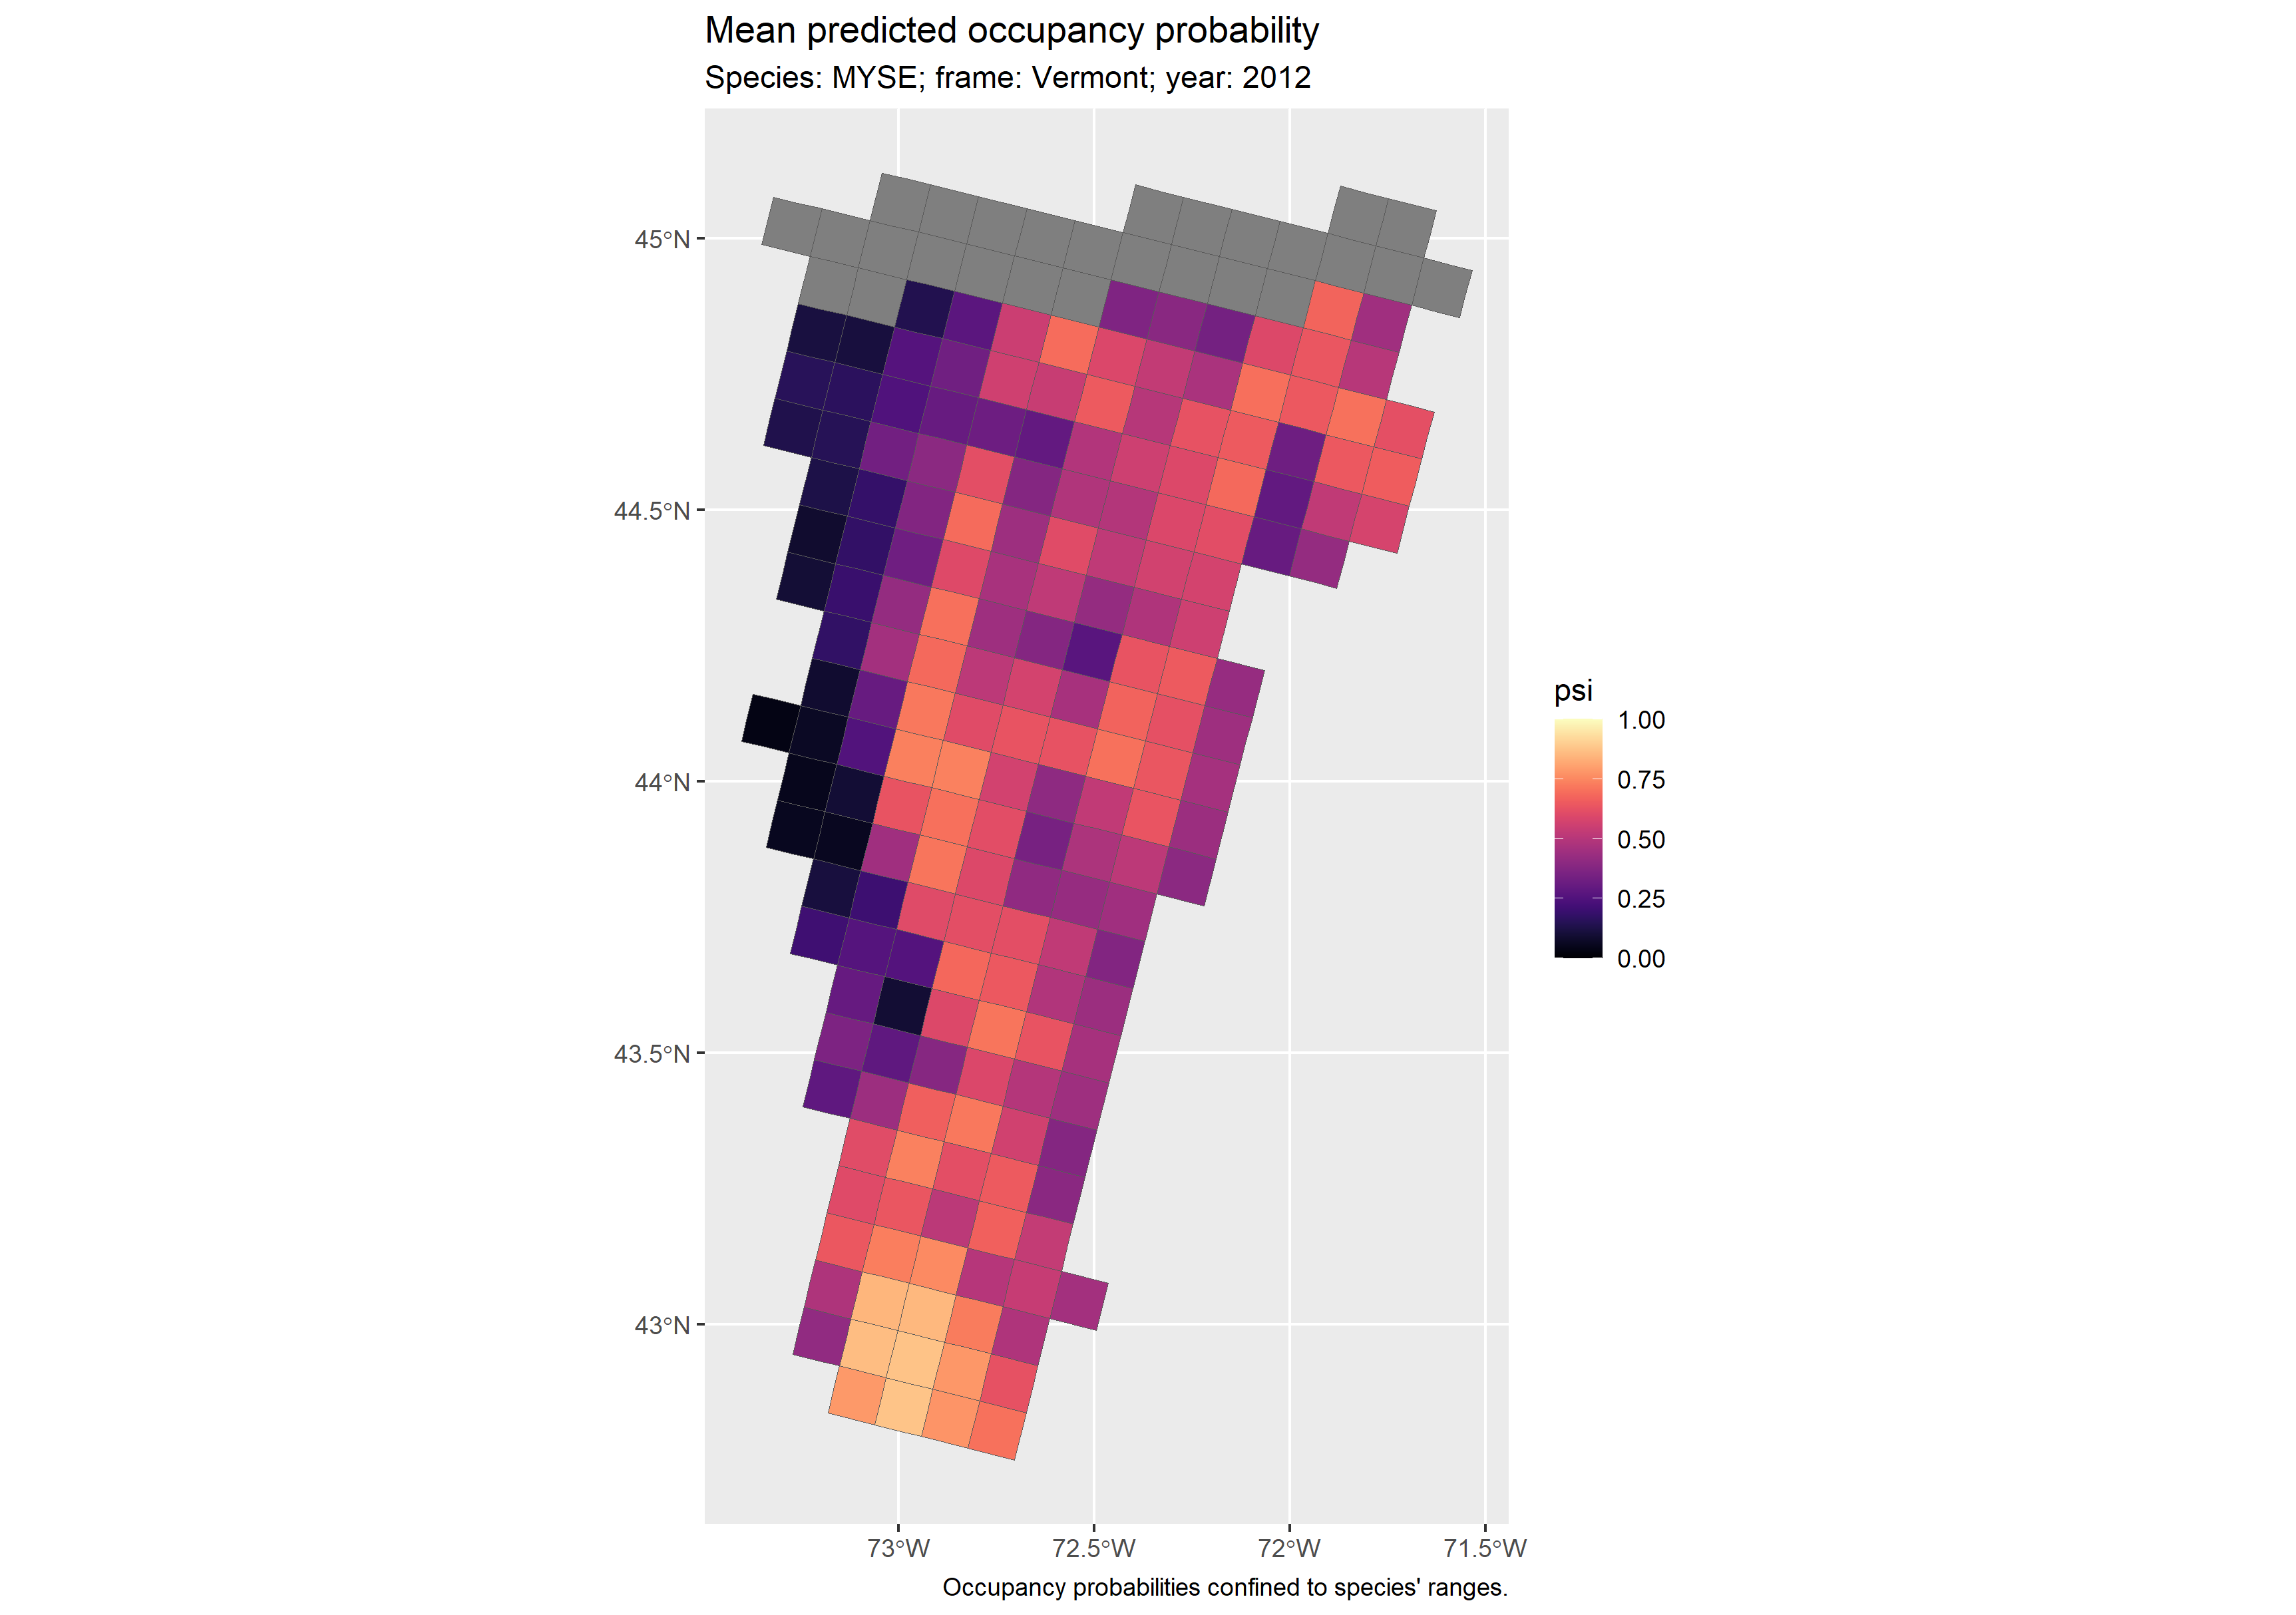 Mean predicted occupancy probability
Species: MYSE; frame: Vermont; year: 2012
45°N
44.5°N
44°N
43.5°N
43°N
73°W
72.5°W
72°W
71.5°W
psi
1.00
0.75
0.50
0.25
0.00
Occupancy probabilities confined to species' ranges.